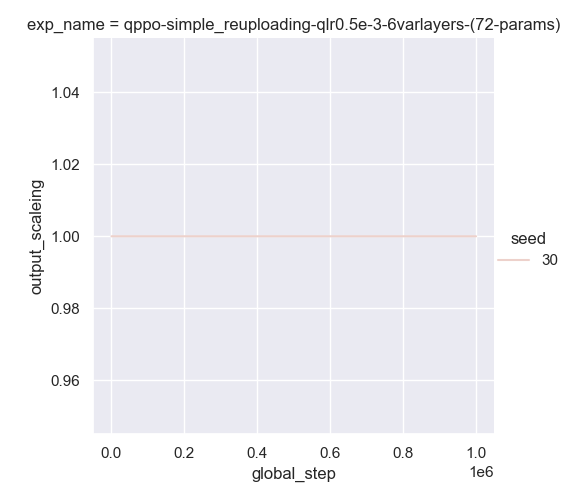 exp_name = qppo-simple_reuploading-qlr0.5e-3-6varlayers-(72-params)
1.04
1.02
1.00
0.98
0.96
output_scaleing
seed
30
0.0 0.2 0.4 0.6 0.8 1.0
1e6
global_step